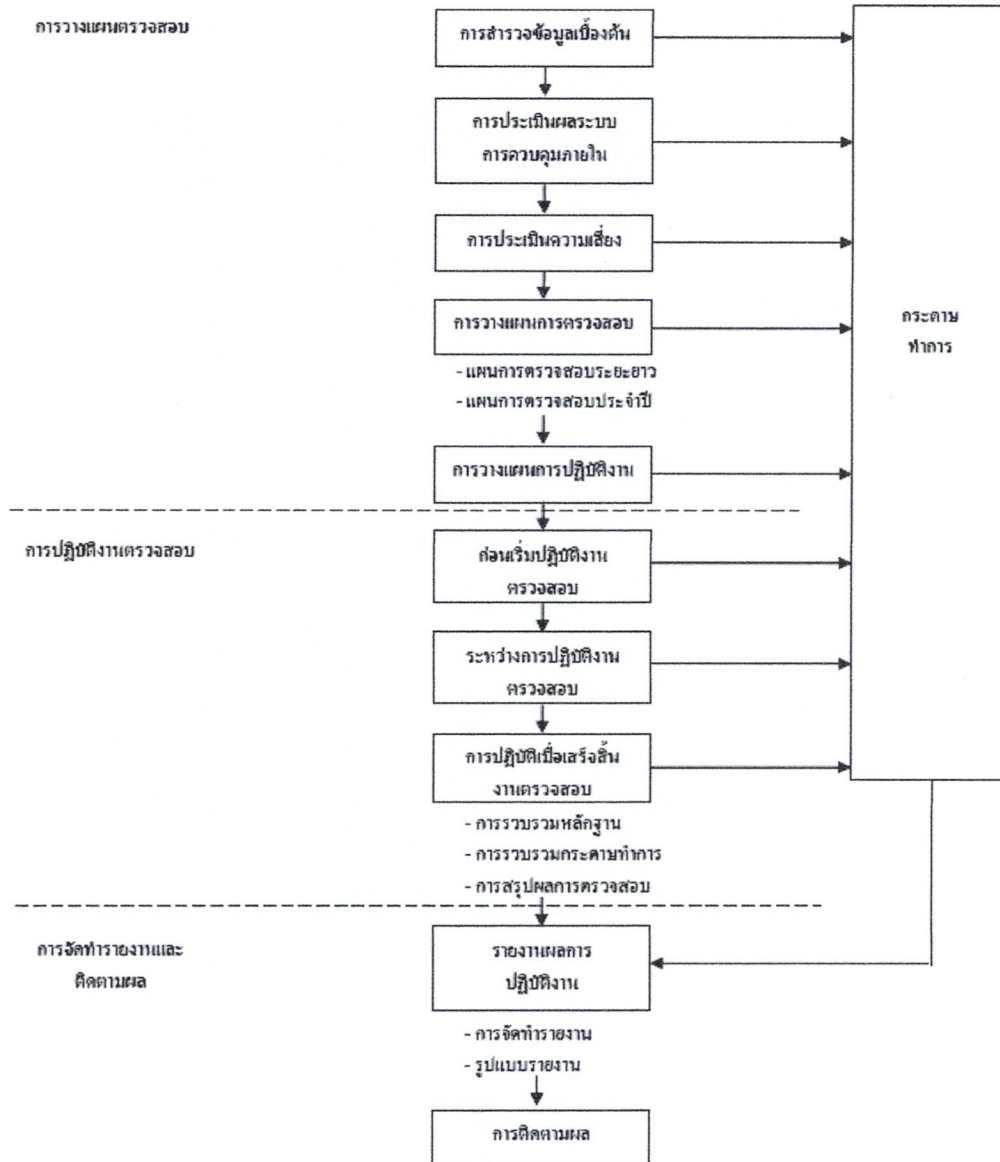 การวางแผนตรวจสอบ
การสำรวจข้อมูลเบื้องต้น
การประเมินผลระบบ
การควบคุมภายใน
การประเมินความเสี่ยง
การวางแผนการตรวจสอบ
- แผนการตรวจสอบระยะยาว
- แผนการตรวจสอบประจำปี
การวางแผนการปฏิบัติงาน
กระดาษ
ทำการ
การปฏิบัติงานตรวจสอบ
ก่อนเริ่มปฏิบัติงาน
ตรวจสอบ
ระหว่างการปฏิบัติงาน
ตรวจสอบ
การปฏิบัติเมื่อเสร็จสิ้น
งานตรวจสอบ
- การรวบรวมหลักฐาน
- การรวบรวมกระดาษทำการ
- การสรุปผลการตรวจสอบ
การจัดทำรายงานและ
ติดตามผล
รายงานผลการ
ปฏิบัติงาน
- การจัดทำรายงาน
- รูปแบบรายงาน
การติดตามผล